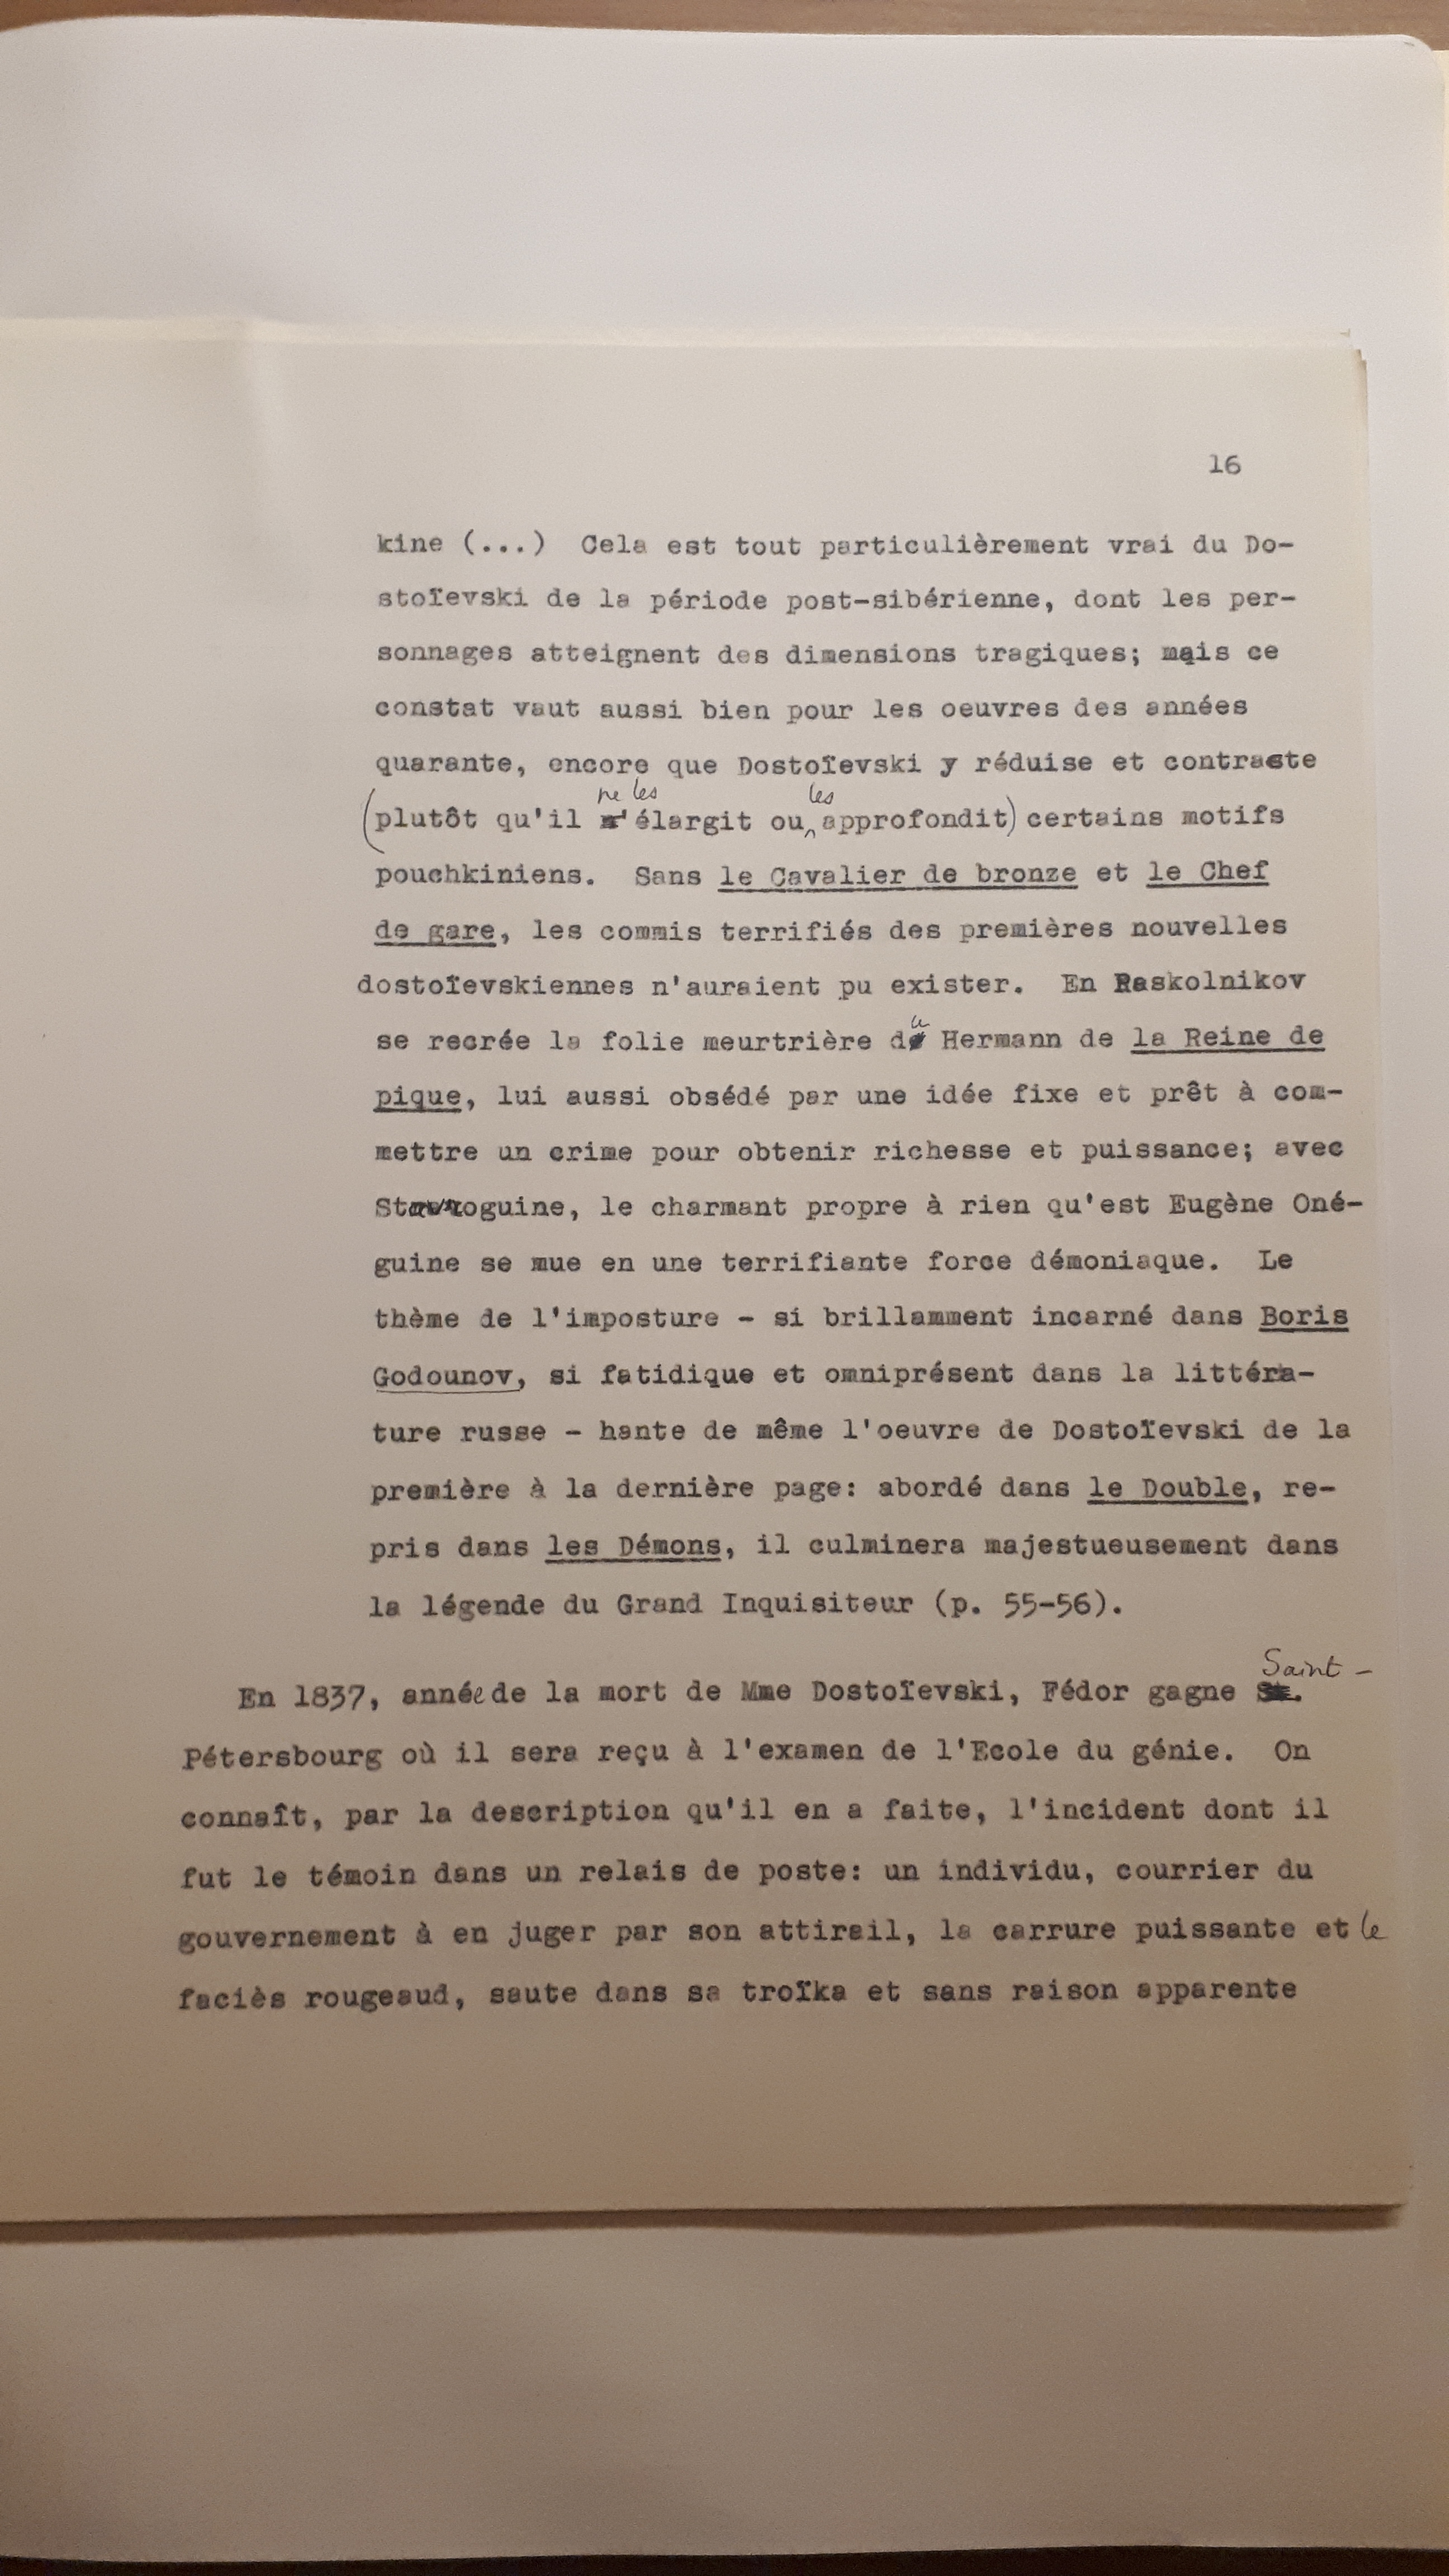 16
kine (...) Cela est tout particulièrement vrai du Do-
stoïevski de la période post-sibérienne, dont les per-
sonnages atteignent des dimensions tragiques; mais ce
constat vaut aussi bien pour les oeuvres des années
quarante, encore que Dostoïevski y réduise et contracte
(plutôt qu'il ne les élargit ou les approfondit) certains motifs
pouchkiniens. Sans le Cavalier de bronze et le Chef
de gare, les commis terrifiés des premières nouvelles
dostoïevskiennes n'auraient pu exister. En Raskolnikov
se recrée la folie meurtrière du Hermann de la Reine de
pique, lui aussi obsédé par une idée fixe et prêt à com-
mettre un crime pour obtenir richesse et puissance; avec
Stavroguine, le charmant propre à rien qu'est Eugène Oné-
guine se mue en une terrifiante force démoniaque. Le
thème de l'imposture - si brillamment incarné dans Boris
Godounov, si fatidique et omniprésent dans la littéra-
ture russe - hante de même l'oeuvre de Dostoïevski de la
première à la dernière page: abordé dans le Double, re-
pris dans les Démons, il culminera majestueusement dans
la légende du Grand Inquisiteur (p. 55-56).
En 1837, année de la mort de Mme Dostoïevski, Fédor gagne Saint-
Pétersbourg où il sera reçu à l'examen de l'Ecole du génie. On
connaît, par la description qu'il en a faite, l'incident dont il
fut le témoin dans un relais de poste: un individu, courrier du
gouvernement à en juger par son attirail, la carrure puissante et le
faciès rougeaud, saute dans sa troïka et sans raison apparente